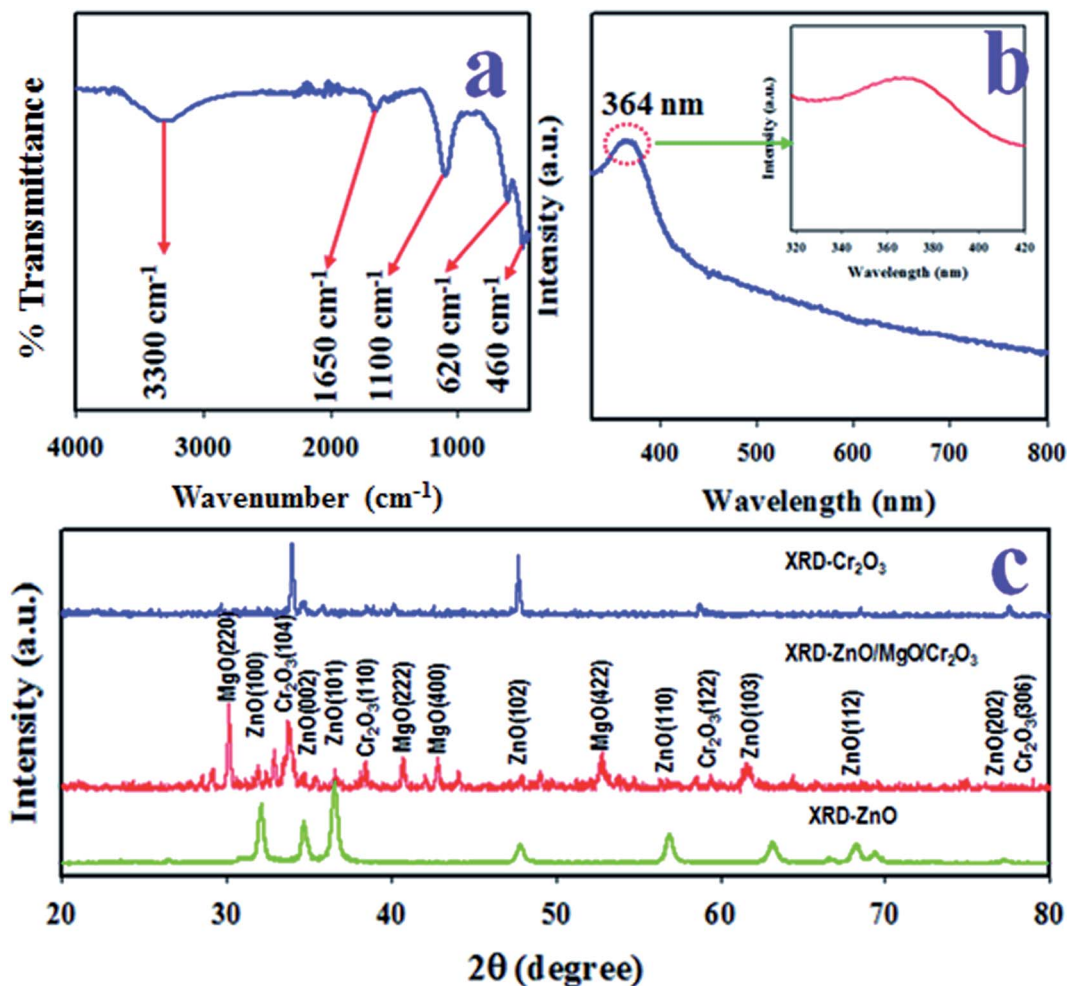 a
% Transmittance
3300 cm-1
1650 cm-1
1100 cm-1
620 cm-1
460 cm-1
4000 3000 2000 1000
Wavenumber (cm-1)
b
364 nm
Intensity (a.u.)
Intensity (a.u.)
320 340 360 380 400 420
Wavelength (nm)
400 500 600 700 800
Wavelength (nm)
c
Intensity (a.u.)
XRD-Cr2O3
XRD-ZnO/MgO/Cr2O3
MgO(220)
ZnO(100)
Cr2O3(104)
ZnO(002)
ZnO(101)
Cr2O3(110)
MgO(222)
MgO(400)
ZnO(102)
MgO(422)
ZnO(110)
Cr2O3(122)
ZnO(103)
ZnO(112)
ZnO(202)
Cr2O3(306)
XRD-ZnO
20 30 40 50 60 70 80
2θ (degree)